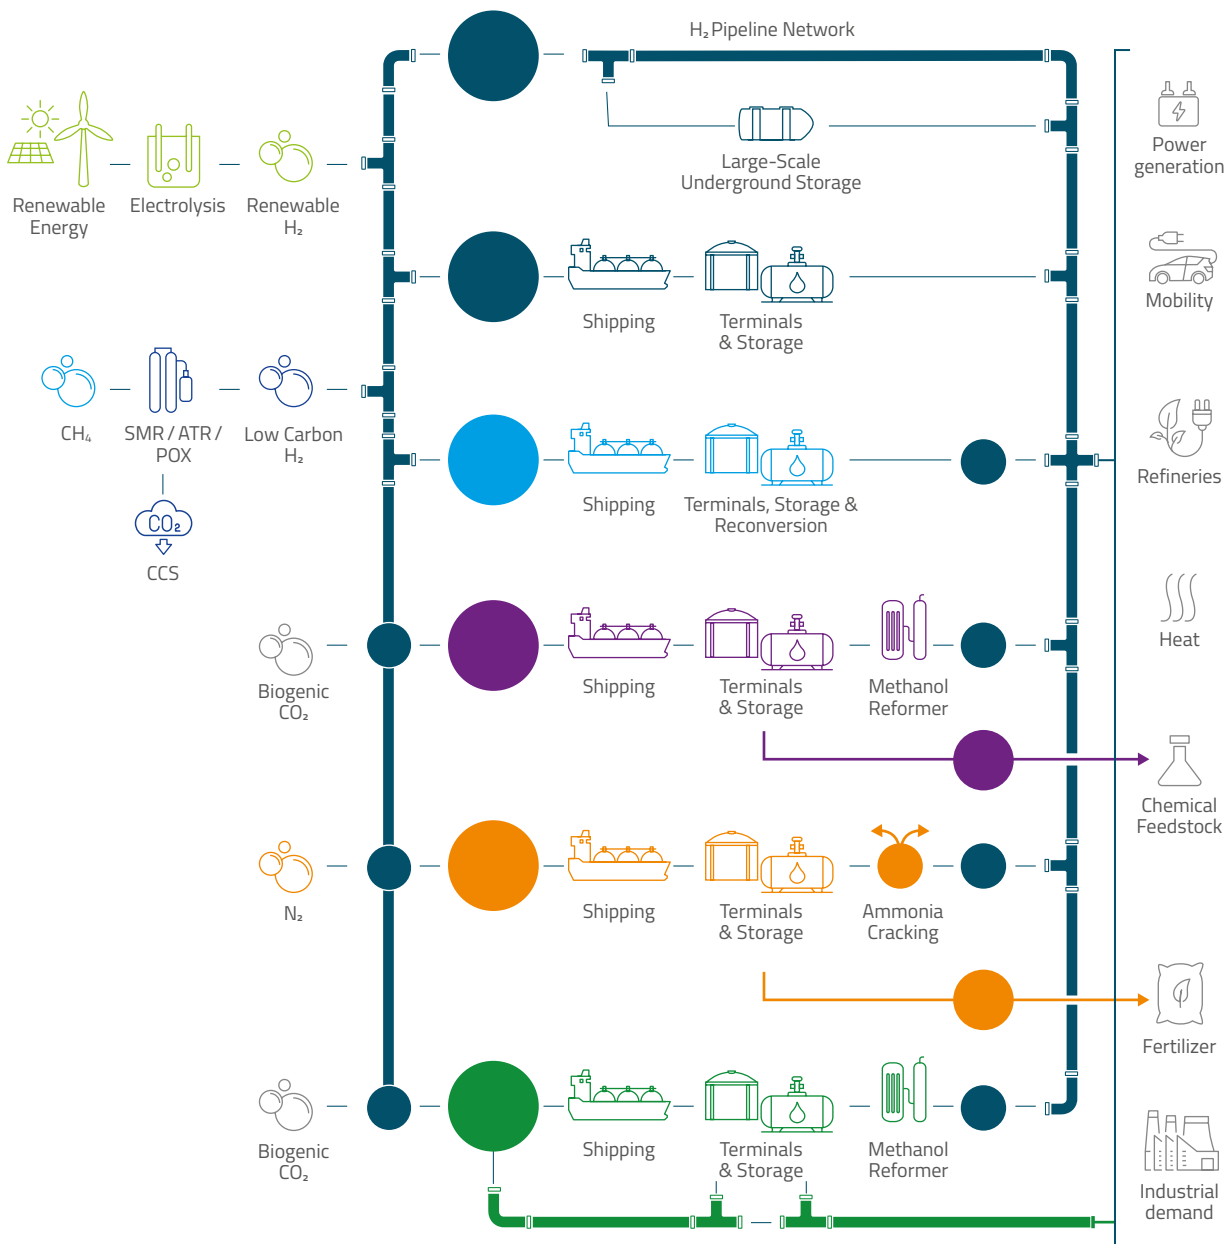 H₂ Pipeline Network
Large-Scale
Underground Storage
Renewable
Energy
Electrolysis
Renewable
H₂
Shipping
Terminals
& Storage
CH₄
SMR / ATR /
POX
Low Carbon
H₂
CO₂
CCS
Shipping
Terminals, Storage &
Reconversion
Biogenic
CO₂
Shipping
Terminals
& Storage
Methanol
Reformer
N₂
Shipping
Terminals
& Storage
Ammonia
Cracking
Biogenic
CO₂
Shipping
Terminals
& Storage
Methanol
Reformer
Power
generation
Mobility
Refineries
Heat
Chemical
Feedstock
Fertilizer
Industrial
demand